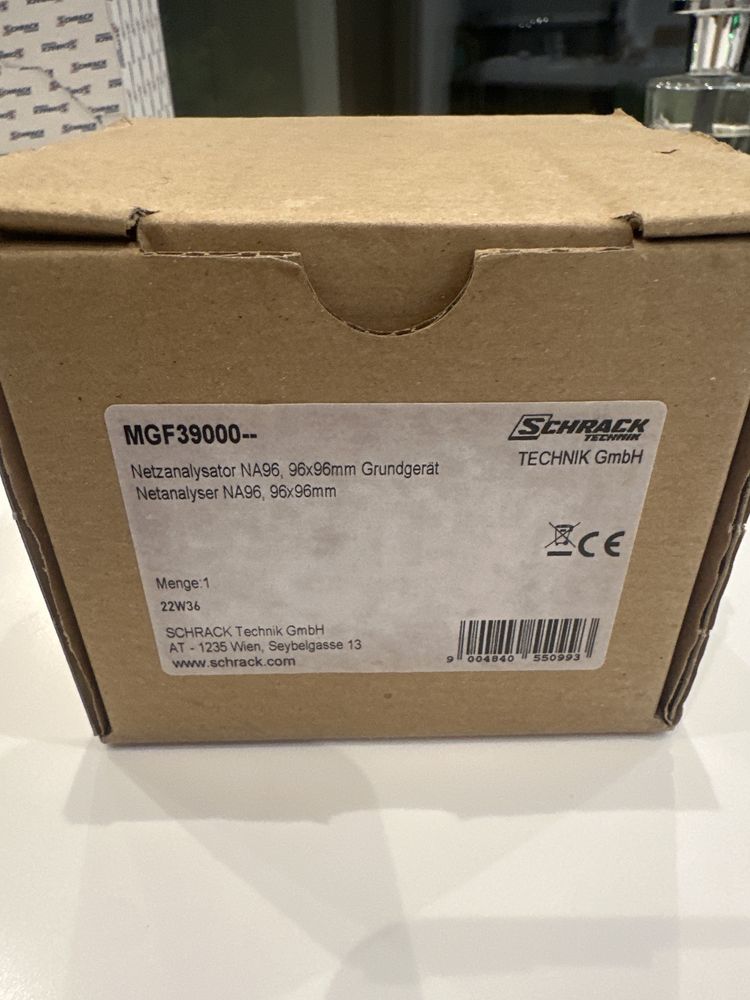 MGF39000--
SCHRACK
TECHNIK
TECHNIK GmbH
Netzanalysator NA96, 96x96mm Grundgerät
Netanalyser NA96, 96x96mm
CE
Menge:1
22W36
SCHRACK Technik GmbH
AT - 1235 Wien, Seybelgasse 13
www.schrack.com
9 004840 550993